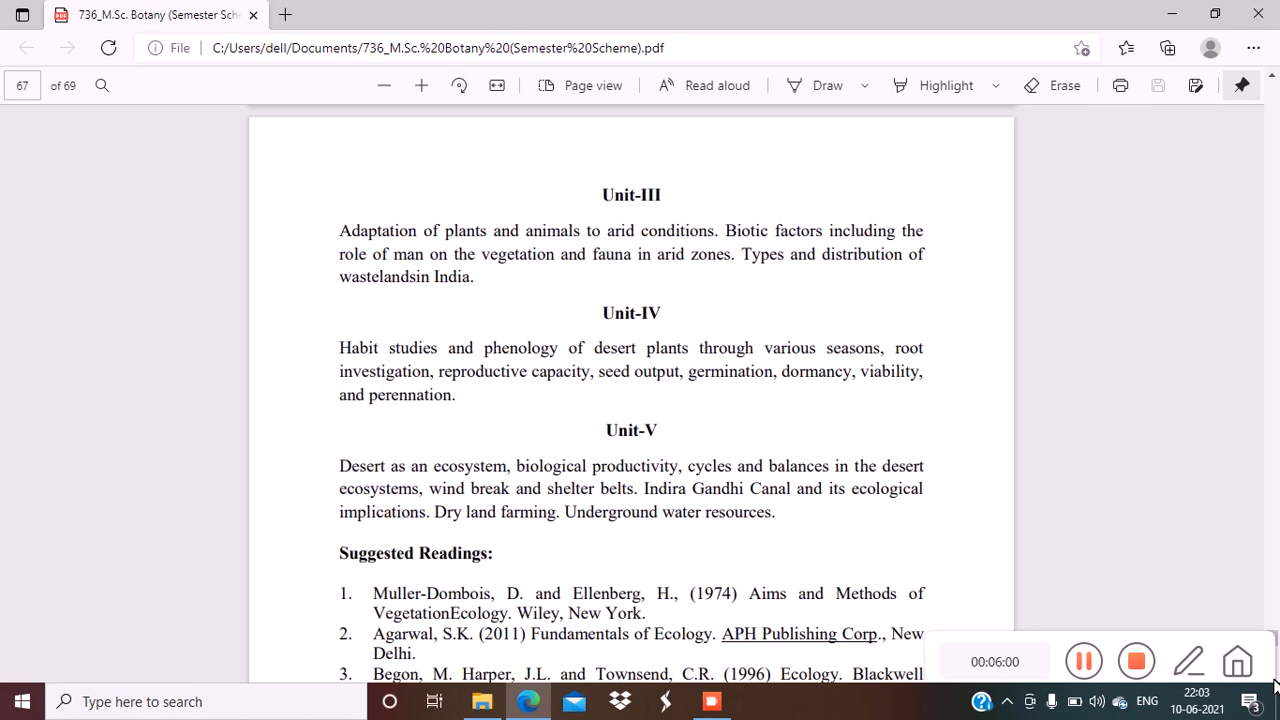 736_M.Sc. Botany (Semester Sche
File
C:/Users/dell/Documents/736_M.Sc.%20Botany%20(Semester%20Scheme).pdf
67 of 69
Page view
Read aloud
Draw
Highlight
Erase
Unit-III
Adaptation of plants and animals to arid conditions. Biotic factors including the
role of man on the vegetation and fauna in arid zones. Types and distribution of
wastelandsin India.
Unit-IV
Habit studies and phenology of desert plants through various seasons, root
investigation, reproductive capacity, seed output, germination, dormancy, viability,
and perennation.
Unit-V
Desert as an ecosystem, biological productivity, cycles and balances in the desert
ecosystems, wind break and shelter belts. Indira Gandhi Canal and its ecological
implications. Dry land farming. Underground water resources.
Suggested Readings:
1. Muller-Dombois, D. and Ellenberg, H., (1974) Aims and Methods of
VegetationEcology. Wiley, New York.
2. Agarwal, S.K. (2011) Fundamentals of Ecology. APH Publishing Corp., New
Delhi.
3. Begon, M. Harper, J.L. and Townsend, C.R. (1996) Ecology. Blackwell
00:06:00
Type here to search
ENG
22:03
10-06-2021
3